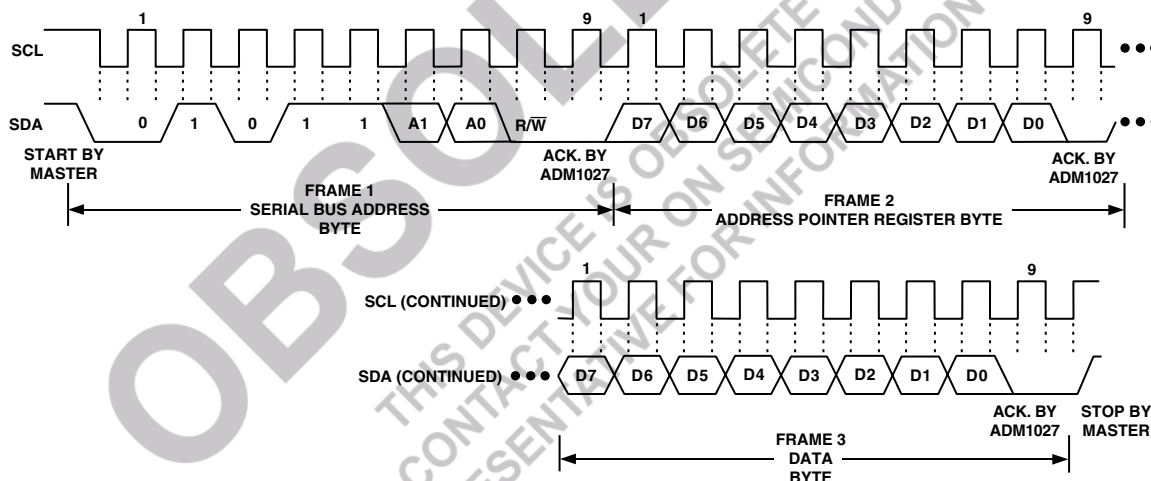 1 9 1 9
SCL
SDA 0 1 0 1 1 A1 A0 R/W̅ D7 D6 D5 D4 D3 D2 D1 D0
START BY
MASTER
ACK. BY
ADM1027
ACK. BY
ADM1027
FRAME 1
SERIAL BUS ADDRESS
BYTE
FRAME 2
ADDRESS POINTER REGISTER BYTE
1 9
SCL (CONTINUED)
SDA (CONTINUED) D7 D6 D5 D4 D3 D2 D1 D0
ACK. BY
ADM1027
STOP BY
MASTER
FRAME 3
DATA
BYTE
OBSOLE
THIS DEVICE IS OBSOLETE
CONTACT YOUR ON SEMICOND
RESENTATIVE FOR INFORMATION